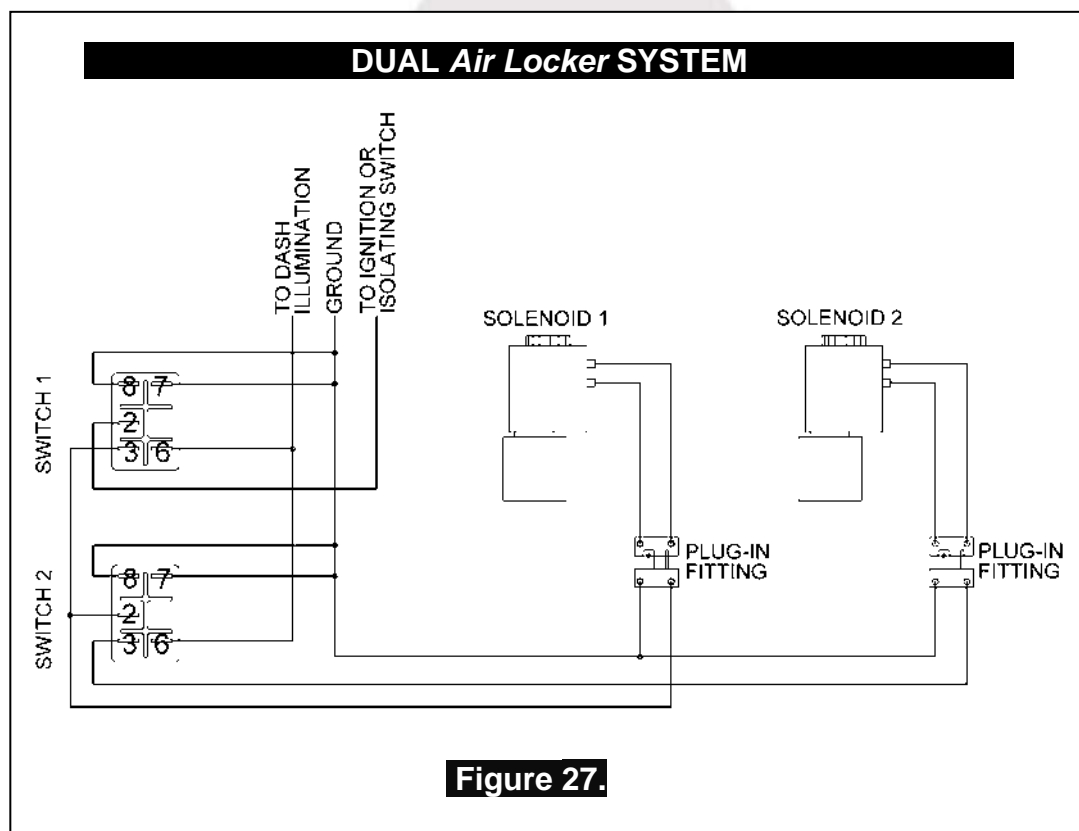 DUAL Air Locker SYSTEM
TO DASH
ILLUMINATION
GROUND
TO IGNITION OR
ISOLATING SWITCH
SOLENOID 1
SOLENOID 2
SWITCH 1
8 7
2
3 6
PLUG-IN
FITTING
PLUG-IN
FITTING
SWITCH 2
8 7
2
3 6
Figure 27.